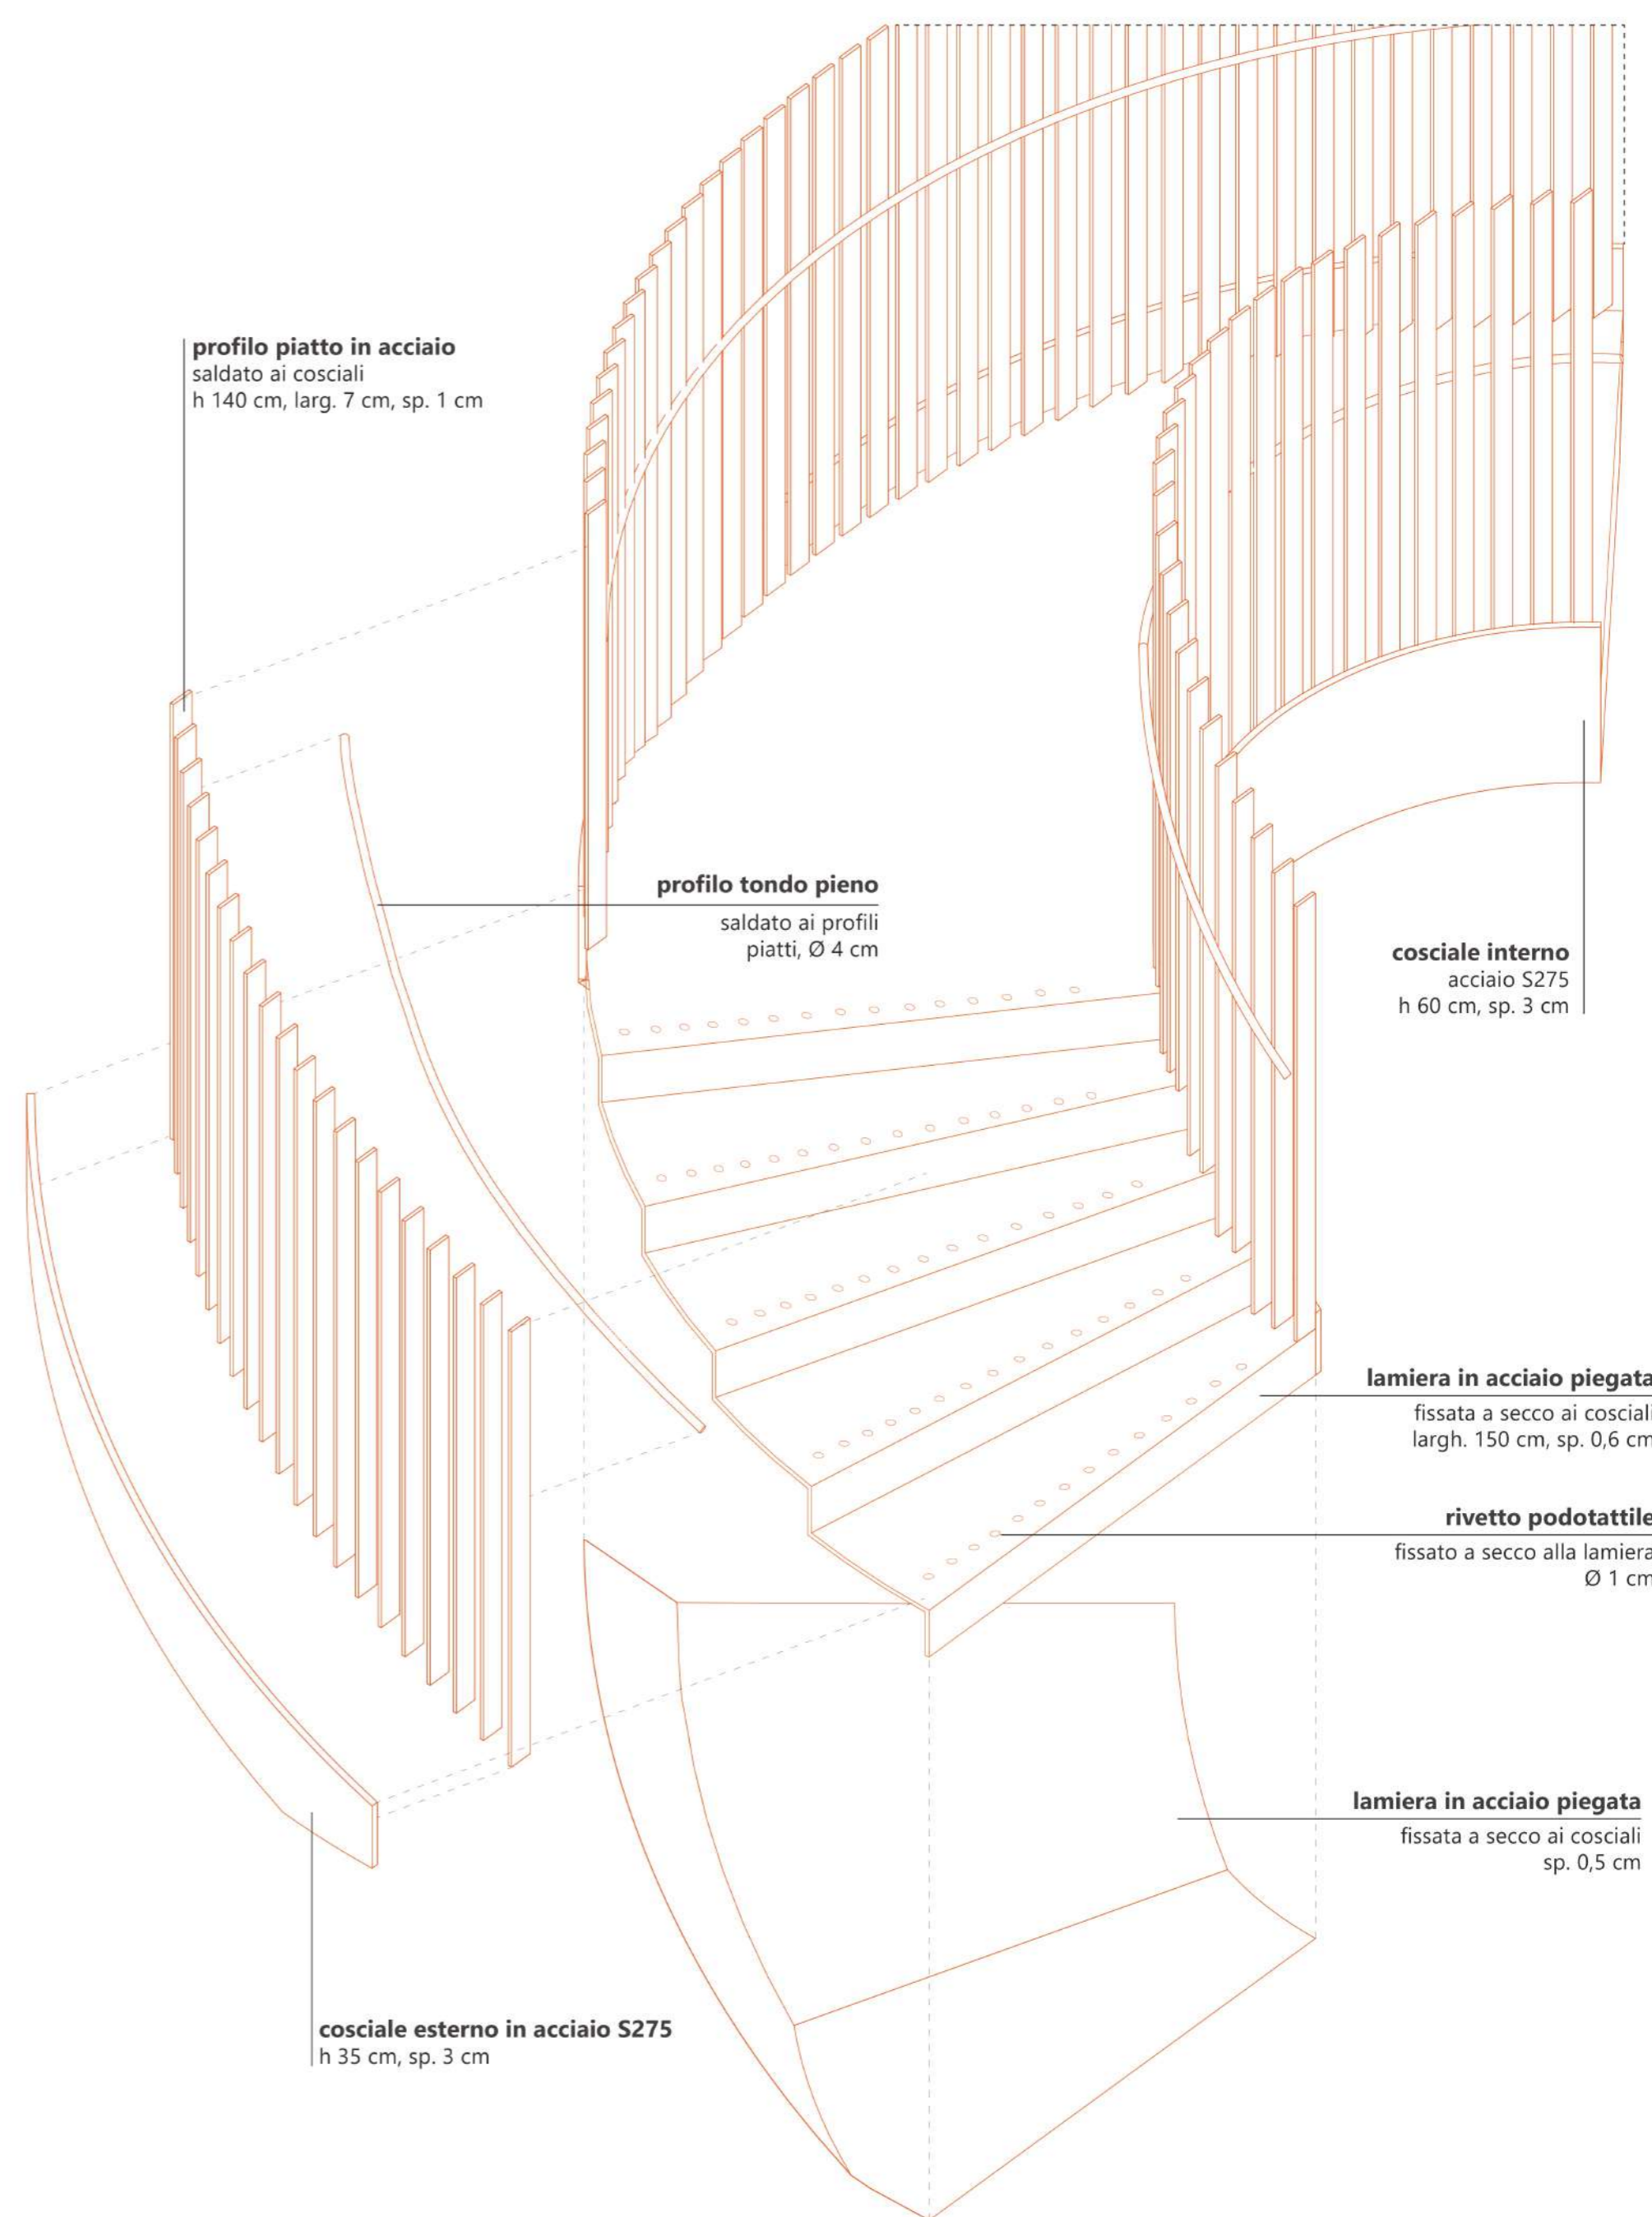 profilo piatto in acciaio
saldato ai cosciali
h 140 cm, larg. 7 cm, sp. 1 cm
profilo tondo pieno
saldato ai profili
piatti, Ø 4 cm
cosciale interno
acciaio S275
h 60 cm, sp. 3 cm
lamiera in acciaio piegata
fissata a secco ai cosciali
largh. 150 cm, sp. 0,6 cm
rivetto podotattile
fissato a secco alla lamiera
Ø 1 cm
lamiera in acciaio piegata
fissata a secco ai cosciali
sp. 0,5 cm
cosciale esterno in acciaio S275
h 35 cm, sp. 3 cm